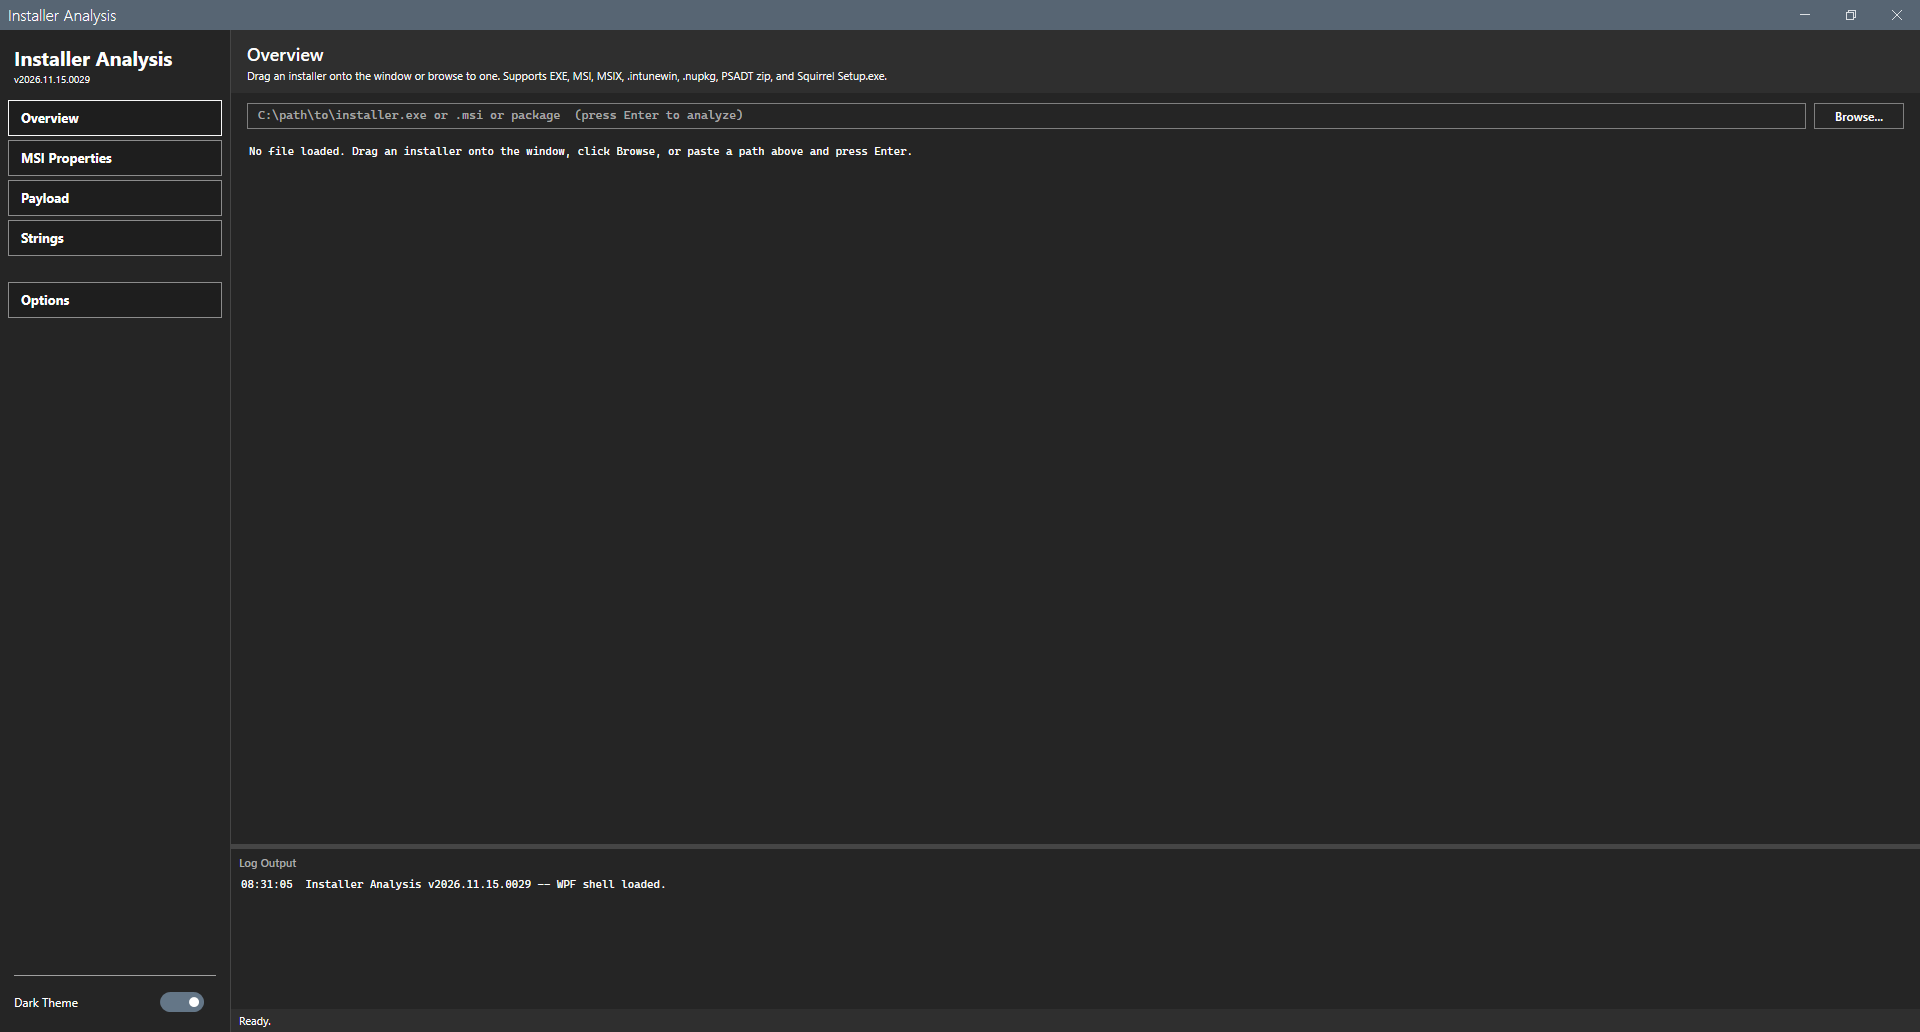 Installer Analysis
Installer Analysis
v2026.11.15.0029
Overview
MSI Properties
Payload
Strings
Options
Dark Theme
Overview
Drag an installer onto the window or browse to one. Supports EXE, MSI, MSIX, .intunewin, .nupkg, PSADT zip, and Squirrel Setup.exe.
C:\path\to\installer.exe or .msi or package  (press Enter to analyze)
Browse...
No file loaded. Drag an installer onto the window, click Browse, or paste a path above and press Enter.
Log Output
08:31:05  Installer Analysis v2026.11.15.0029 -- WPF shell loaded.
Ready.